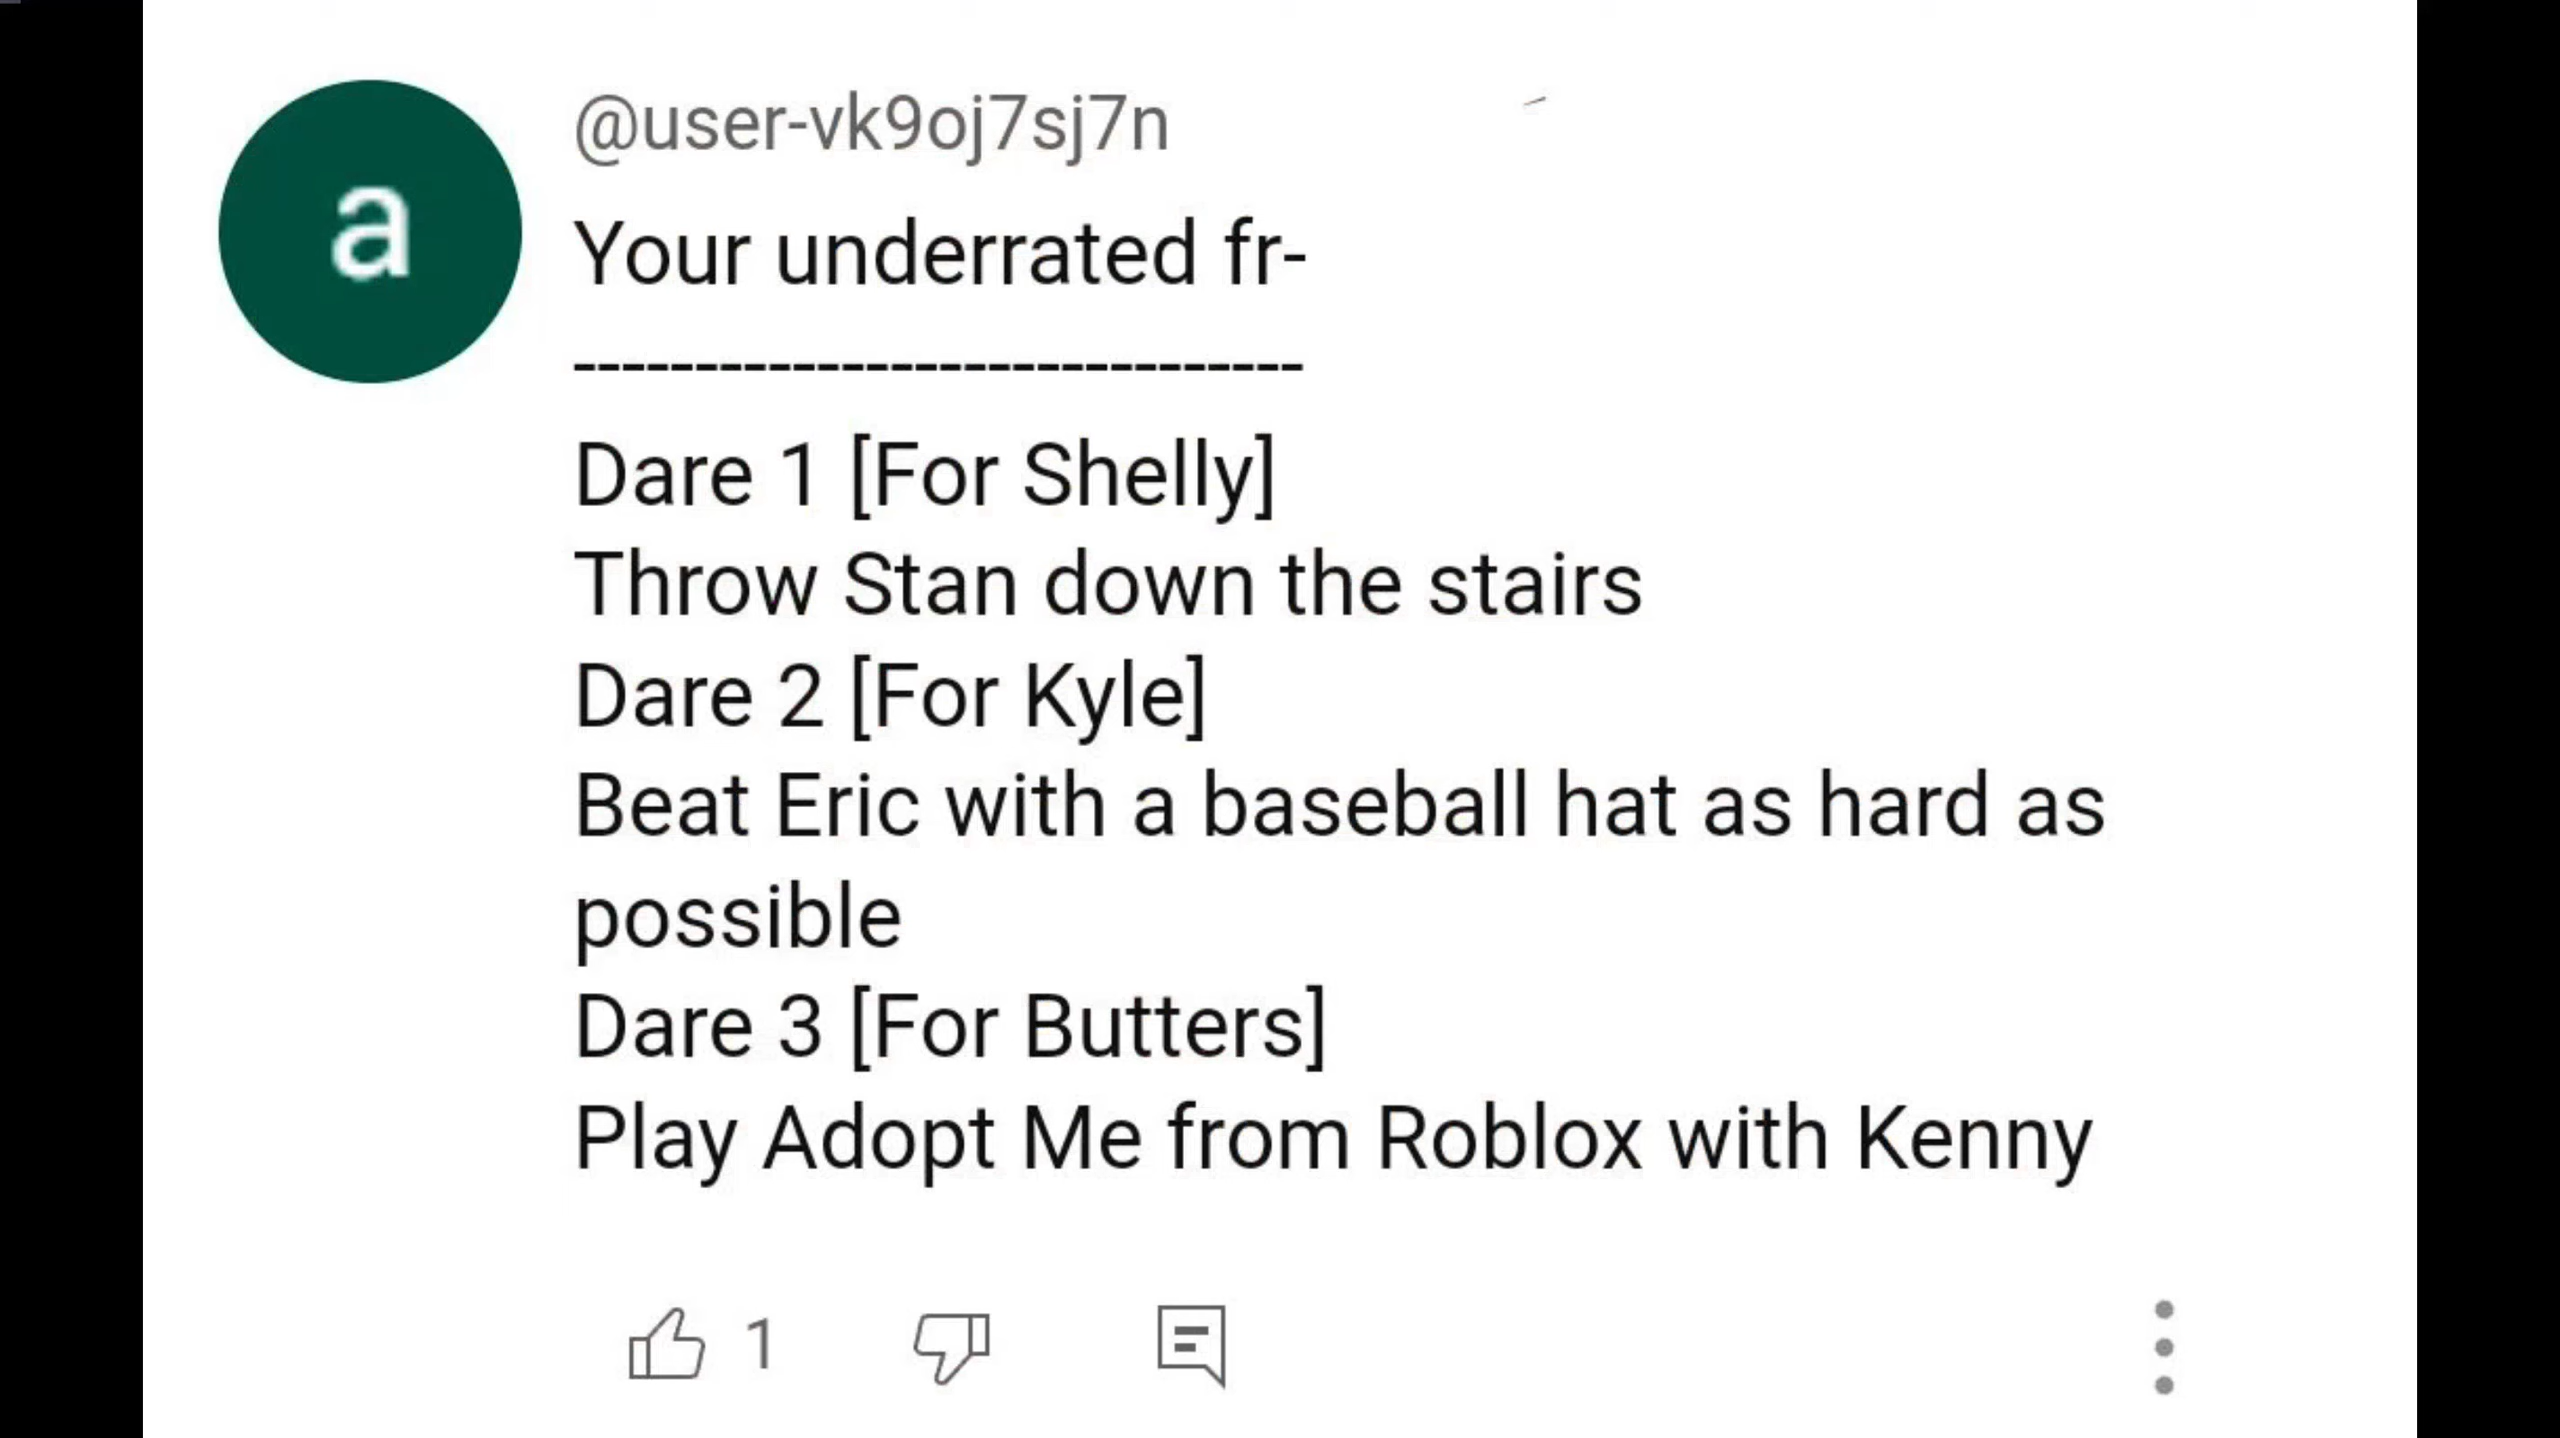 a
@user-vk9oj7sj7n
Your underrated fr-
------------------------------
Dare 1 [For Shelly]
Throw Stan down the stairs
Dare 2 [For Kyle]
Beat Eric with a baseball hat as hard as
possible
Dare 3 [For Butters]
Play Adopt Me from Roblox with Kenny
1